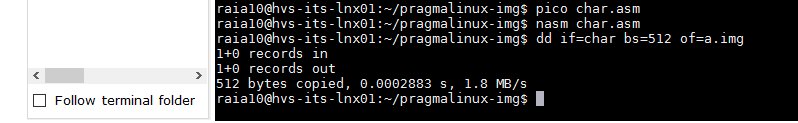 raia10@hvs-its-lnx01:~/pragmalinux-img$ pico char.asm
raia10@hvs-its-lnx01:~/pragmalinux-img$ nasm char.asm
raia10@hvs-its-lnx01:~/pragmalinux-img$ dd if=char bs=512 of=a.img
1+0 records in
1+0 records out
512 bytes copied, 0.0002883 s, 1.8 MB/s
raia10@hvs-its-lnx01:~/pragmalinux-img$
Follow terminal folder